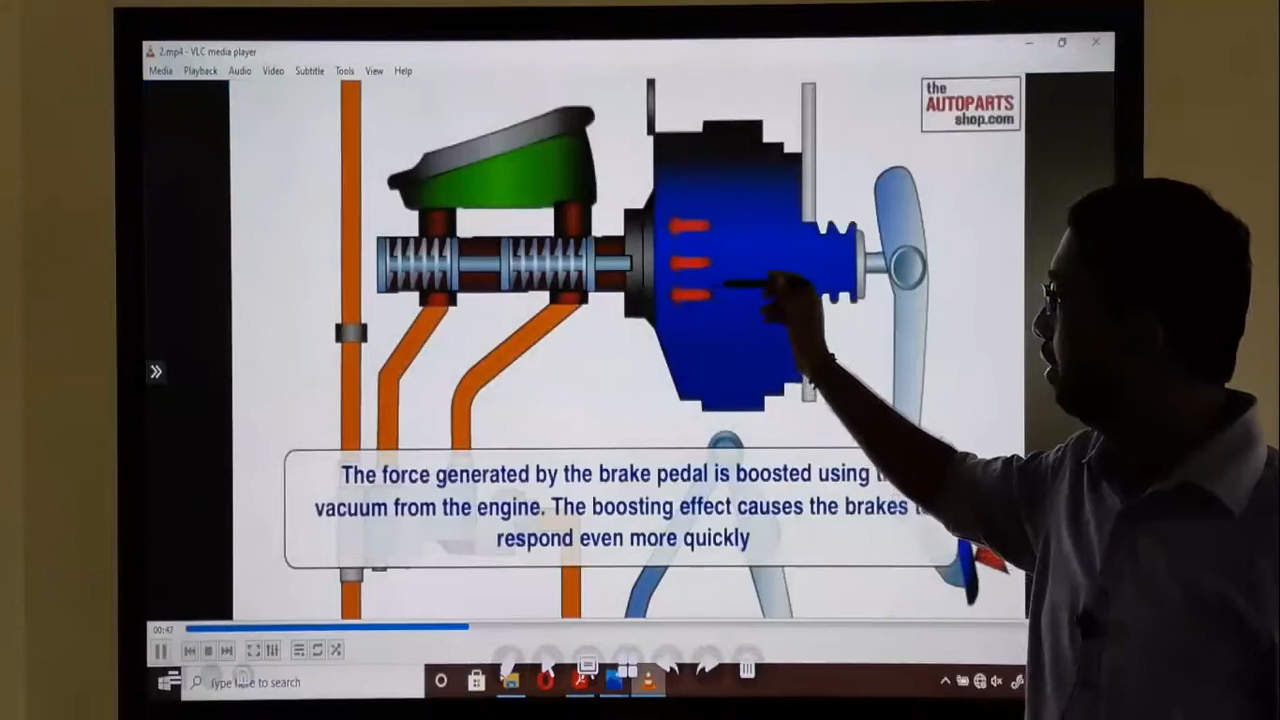 2.mp4 - VLC media player
Media Playback Audio Video Subtitle Tools View Help
the
AUTOPARTS
shop.com
The force generated by the brake pedal is boosted using
vacuum from the engine. The boosting effect causes the brakes
respond even more quickly
00:42
Type here to search